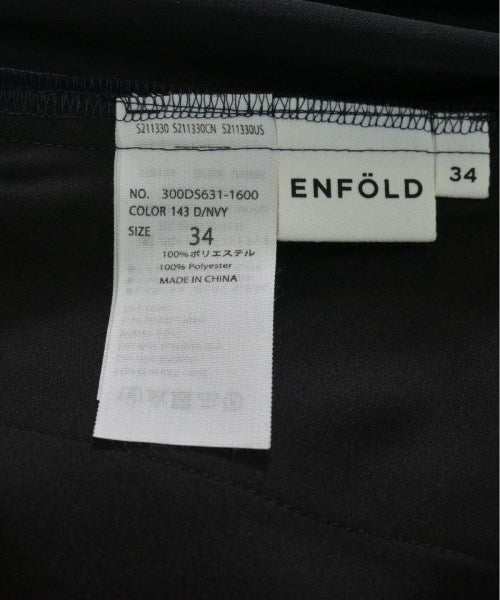 S211330 S211330CN S211330US
NO. 300DS631-1600
COLOR 143 D/NVY
SIZE 34
100%ポリエステル
100% Polyester
MADE IN CHINA
ENFÖLD
34